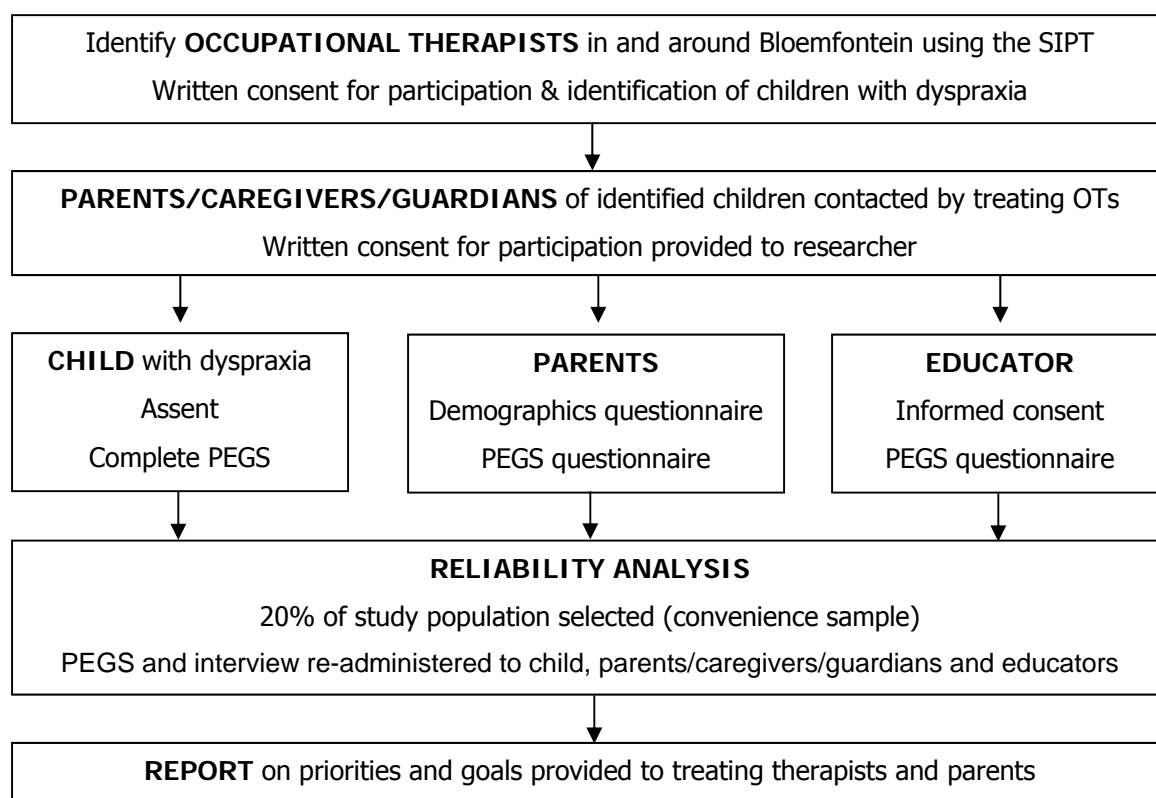 Identify OCCUPATIONAL THERAPISTS in and around Bloemfontein using the SIPT
Written consent for participation & identification of children with dyspraxia
PARENTS/CAREGIVERS/GUARDIANS of identified children contacted by treating OTs
Written consent for participation provided to researcher
CHILD with dyspraxia
Assent
Complete PEGS
PARENTS
Demographics questionnaire
PEGS questionnaire
EDUCATOR
Informed consent
PEGS questionnaire
RELIABILITY ANALYSIS
20% of study population selected (convenience sample)
PEGS and interview re-administered to child, parents/caregivers/guardians and educators
REPORT on priorities and goals provided to treating therapists and parents